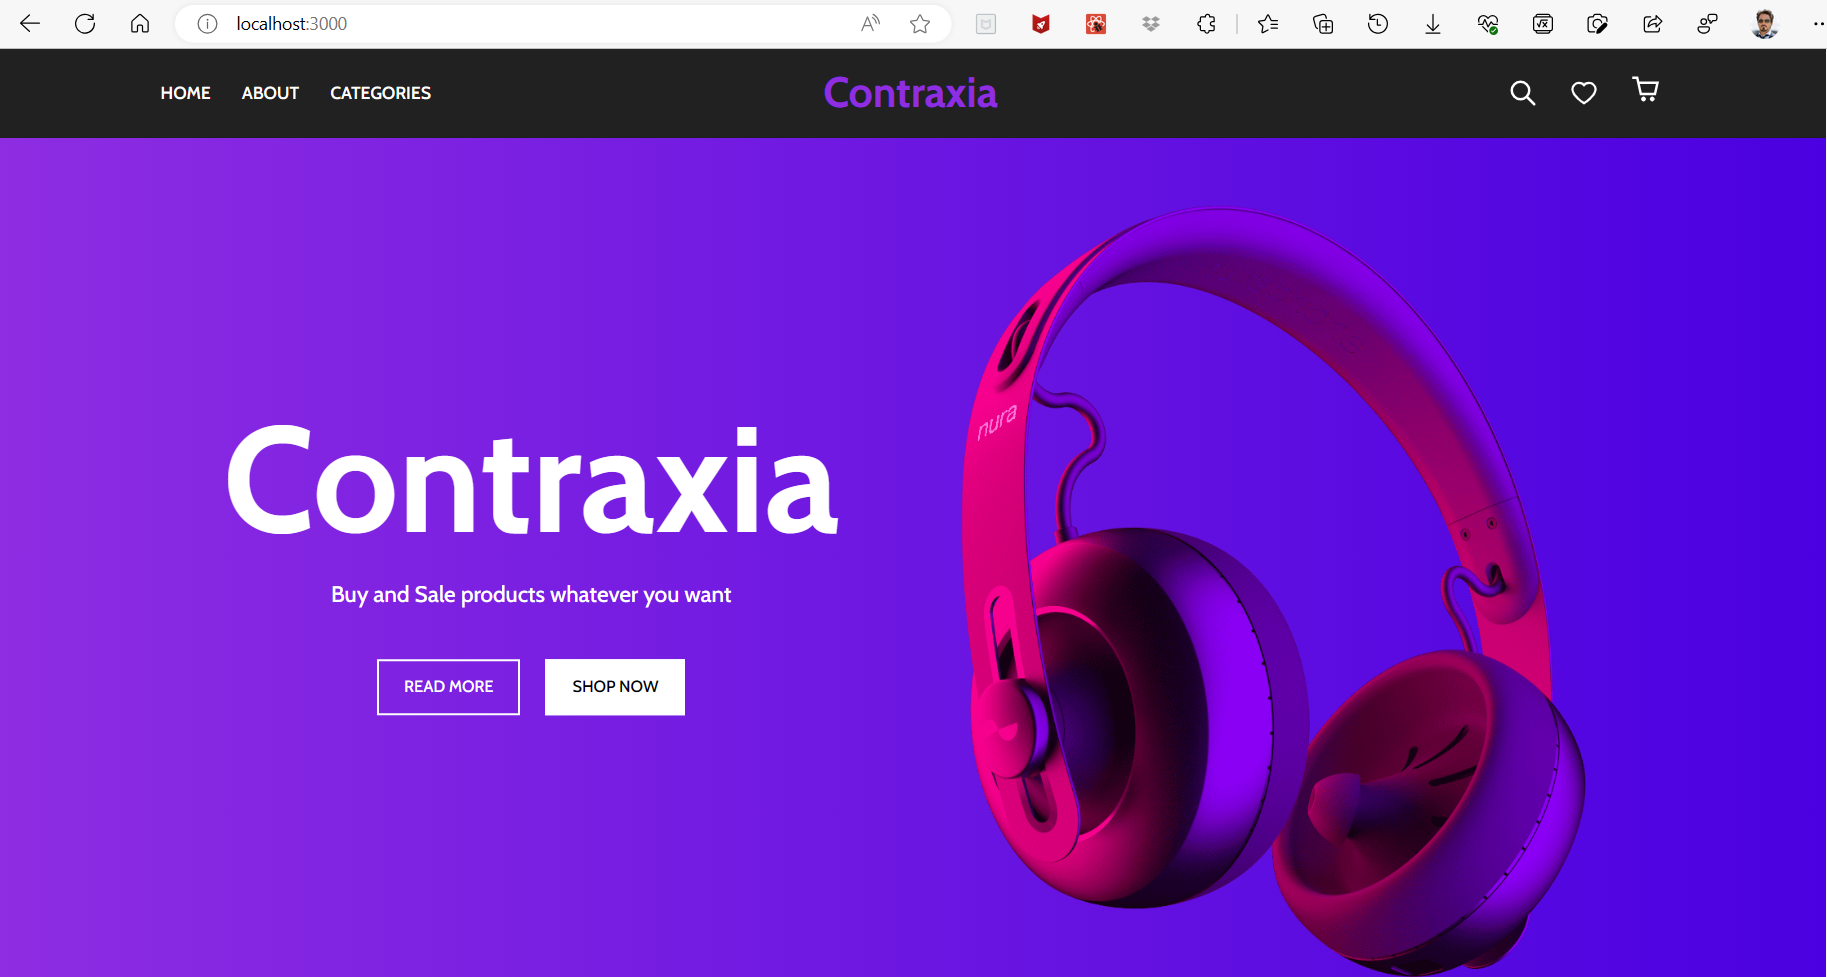 localhost:3000
HOME ABOUT CATEGORIES Contraxia
nura
Contraxia
Buy and Sale products whatever you want
READ MORE SHOP NOW